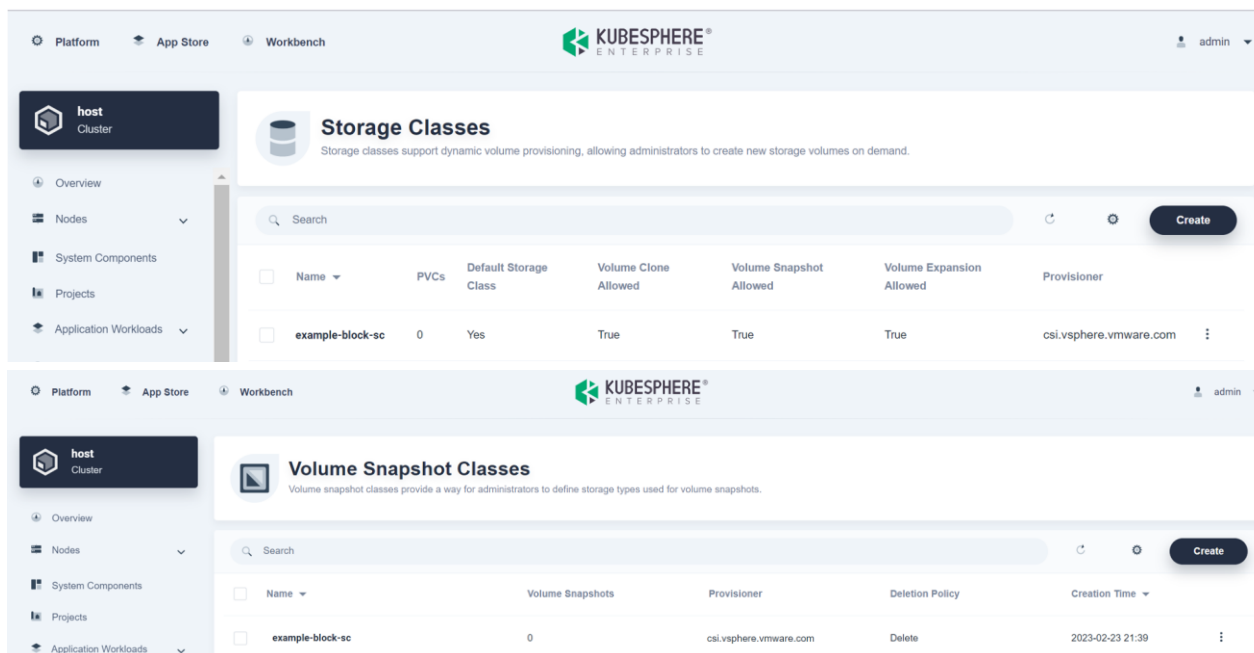 Platform App Store Workbench KUBESPHERE® admin
ENTERPRISE
host
Cluster
Storage Classes
Storage classes support dynamic volume provisioning, allowing administrators to create new storage volumes on demand.
Overview
Nodes
System Components
Projects
Application Workloads
Search Create
Name PVCs Default Storage Class Volume Clone Allowed Volume Snapshot Allowed Volume Expansion Allowed Provisioner
example-block-sc 0 Yes True True True csi.vsphere.vmware.com
Platform App Store Workbench KUBESPHERE® admin
ENTERPRISE
host
Cluster
Volume Snapshot Classes
Volume snapshot classes provide a way for administrators to define storage types used for volume snapshots.
Overview
Nodes
System Components
Projects
Application Workloads
Search Create
Name Volume Snapshots Provisioner Deletion Policy Creation Time
example-block-sc 0 csi.vsphere.vmware.com Delete 2023-02-23 21:39